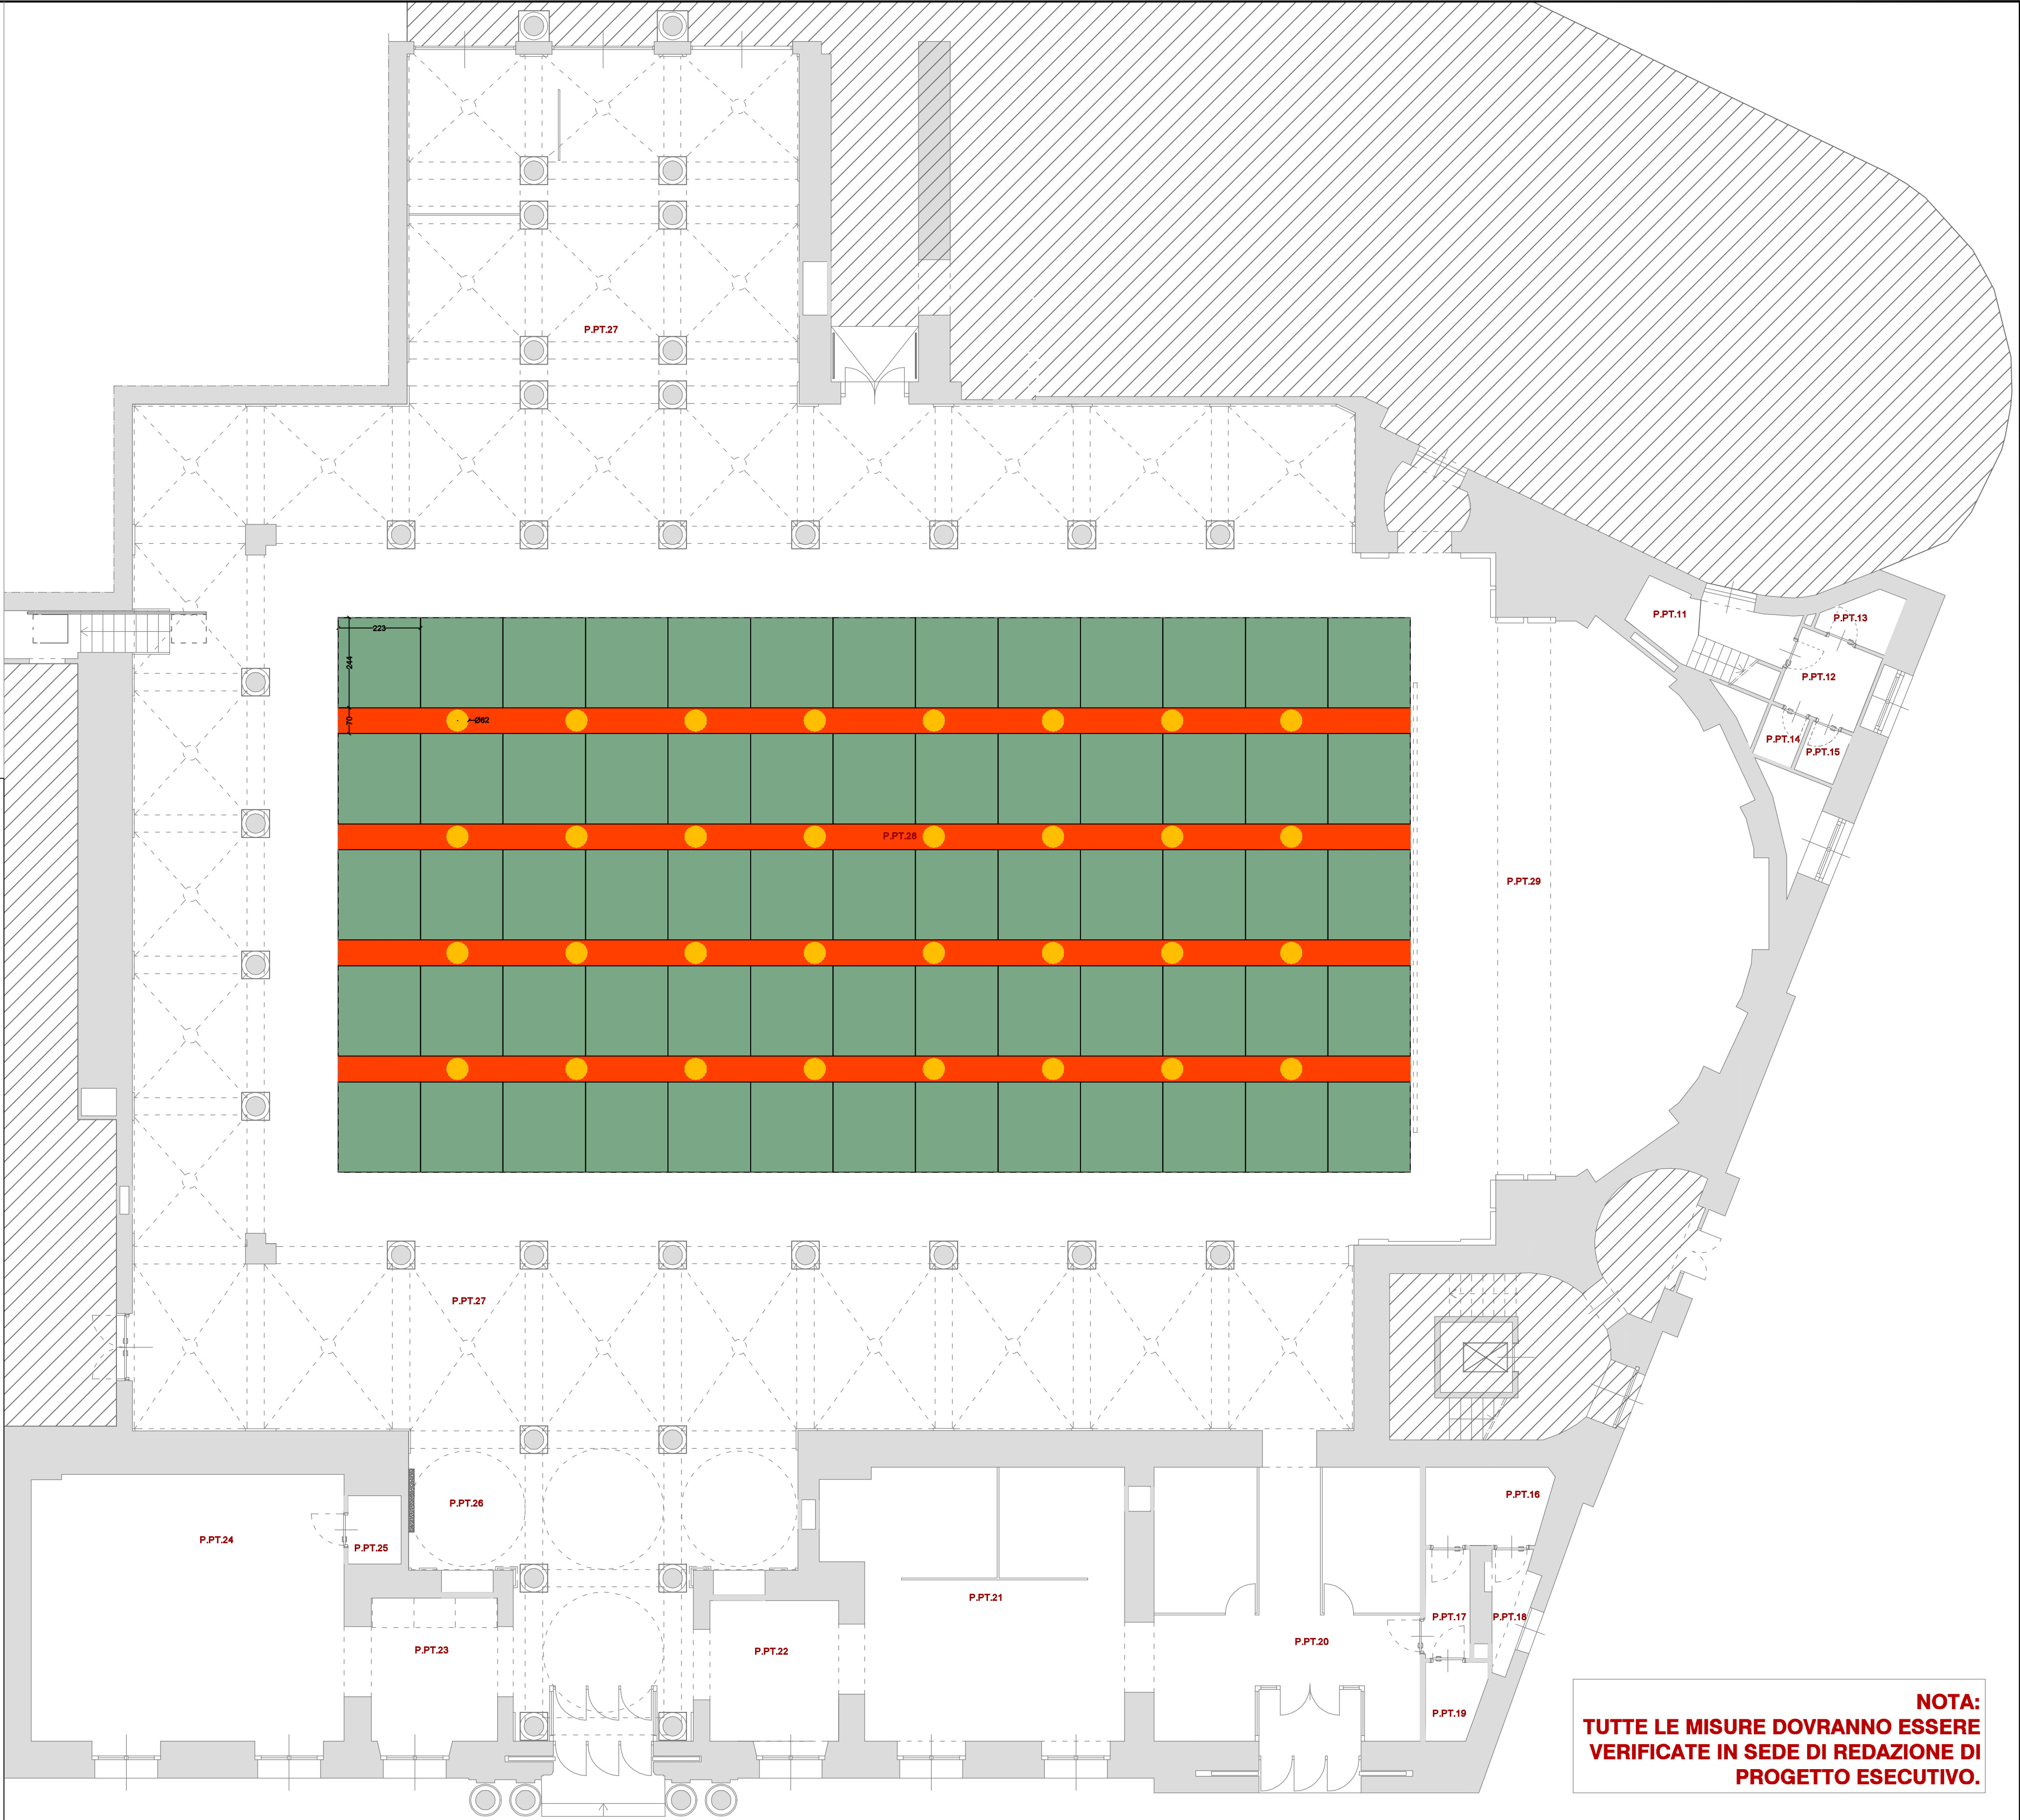 P.PT.27
P.PT.11
P.PT.13
223
244
P.PT.12
70
Ø62
P.PT.14
P.PT.15
P.PT.28
P.PT.29
P.PT.27
P.PT.16
P.PT.26
P.PT.24
P.PT.25
P.PT.21
P.PT.17
P.PT.18
P.PT.20
P.PT.23
P.PT.22
P.PT.19
NOTA:
TUTTE LE MISURE DOVRANNO ESSERE
VERIFICATE IN SEDE DI REDAZIONE DI
PROGETTO ESECUTIVO.